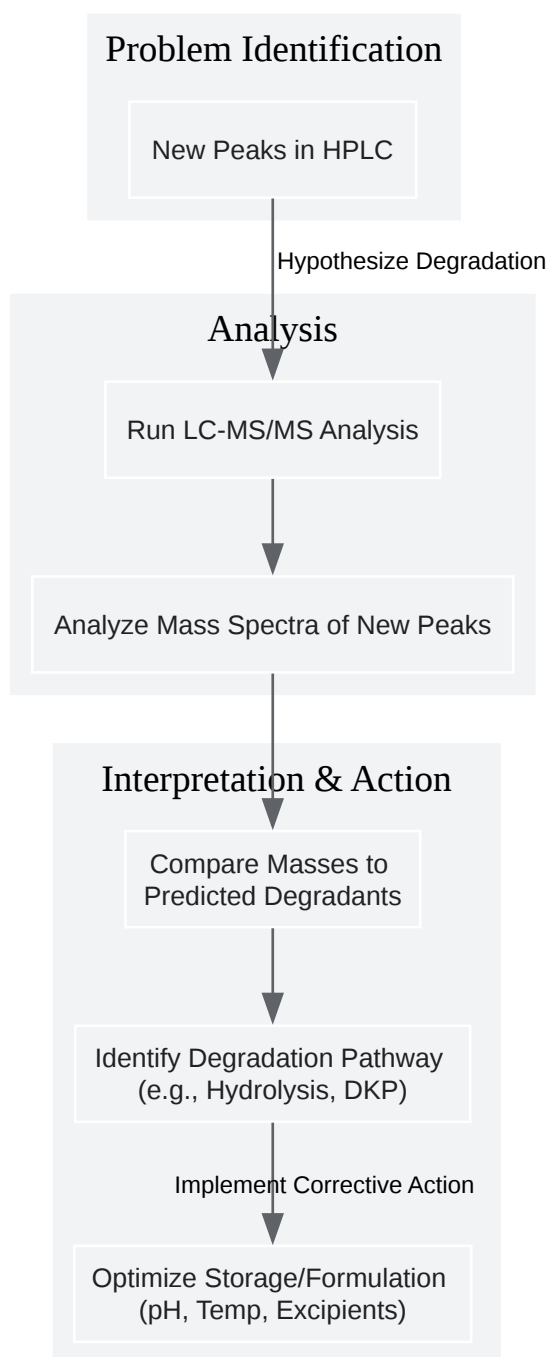 Problem Identification
New Peaks in HPLC
Hypothesize Degradation
Analysis
Run LC-MS/MS Analysis
Analyze Mass Spectra of New Peaks
Interpretation & Action
Compare Masses to
Predicted Degradants
Identify Degradation Pathway
(e.g., Hydrolysis, DKP)
Implement Corrective Action
Optimize Storage/Formulation
(pH, Temp, Excipients)